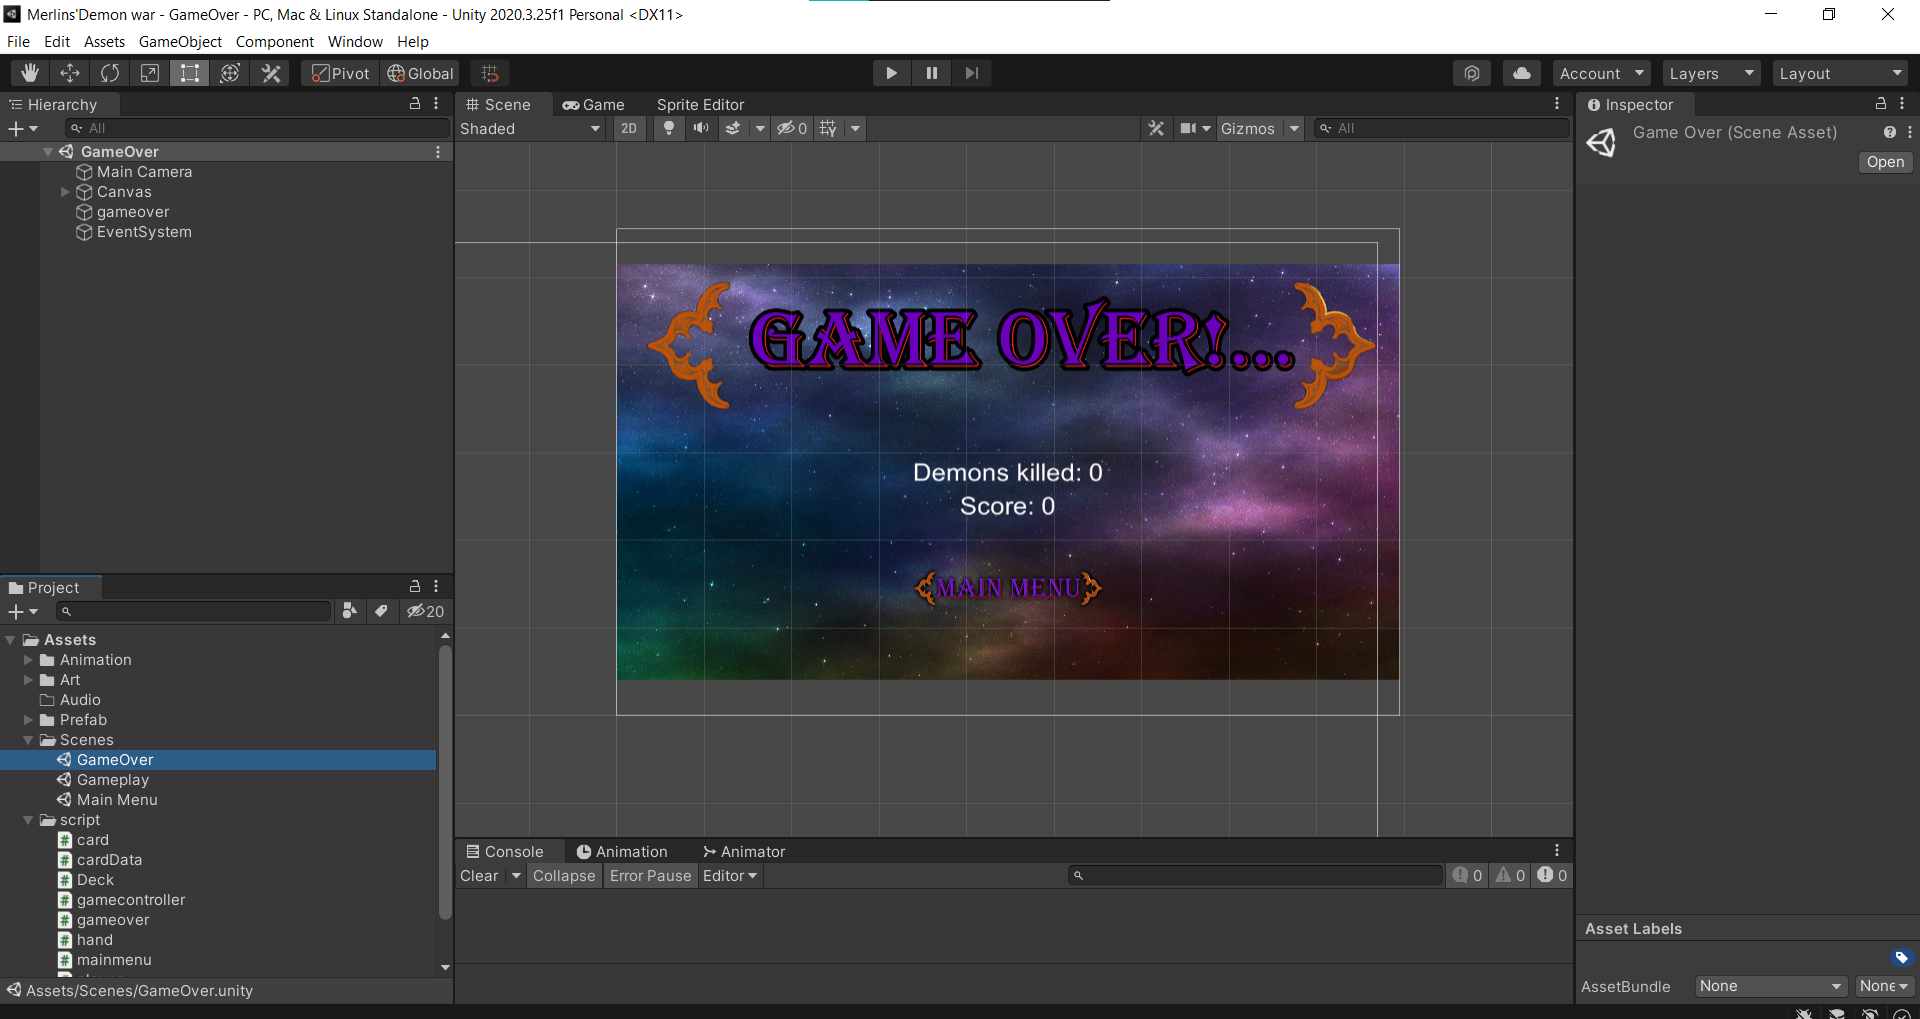 Merlins'Demon war - GameOver - PC, Mac & Linux Standalone - Unity 2020.3.25f1 Personal <DX11>
File Edit Assets GameObject Component Window Help
Pivot Global Account Layers Layout
Hierarchy
All
GameOver
Main Camera
Canvas
gameover
EventSystem
Scene Game Sprite Editor
Shaded 2D 0 Gizmos All
GAME OVER!...
Demons killed: 0
Score: 0
MAIN MENU
Inspector
Game Over (Scene Asset)
Open
Project
20
Assets
Animation
Art
Audio
Prefab
Scenes
GameOver
Gameplay
Main Menu
script
card
cardData
Deck
gamecontroller
gameover
hand
mainmenu
Assets/Scenes/GameOver.unity
Console Animation Animator
Clear Collapse Error Pause Editor 0 0 0
Asset Labels
AssetBundle None None